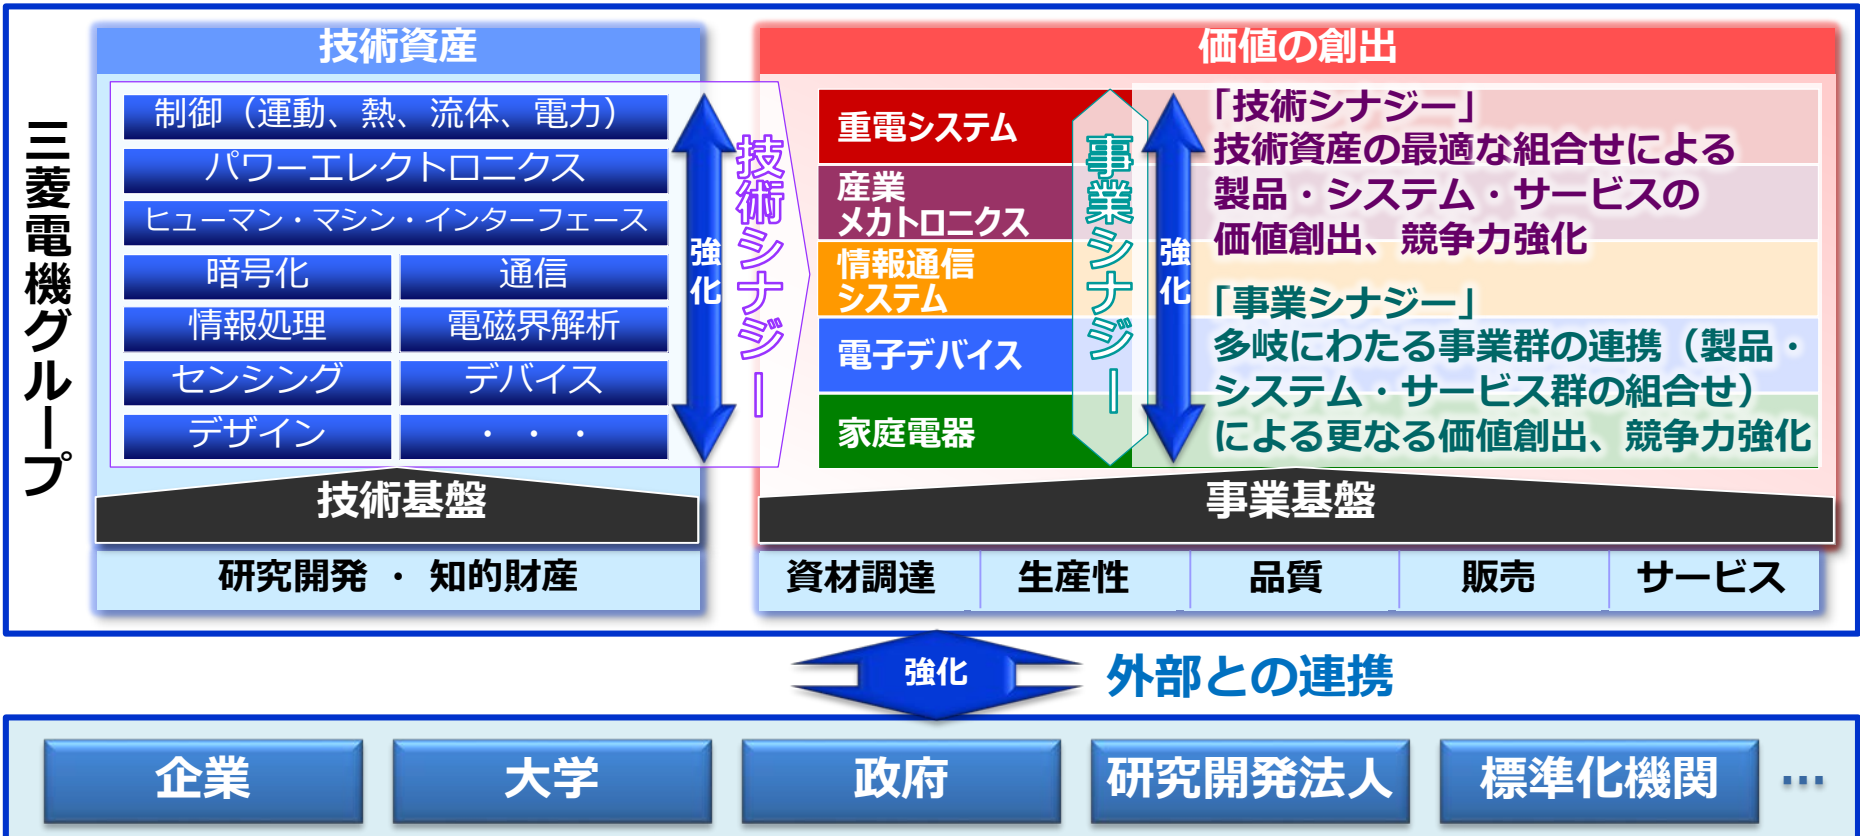 三菱電機グループ
技術資産
制御（運動、熱、流体、電力）
パワーエレクトロニクス
ヒューマン・マシン・インターフェース
暗号化
通信
情報処理
電磁界解析
センシング
デバイス
デザイン
・・・
強化
技術シナジー
技術基盤
研究開発 ・ 知的財産
価値の創出
重電システム
産業
メカトロニクス
情報通信
システム
電子デバイス
家庭電器
事業シナジー
強化
「技術シナジー」
技術資産の最適な組合せによる
製品・システム・サービスの
価値創出、競争力強化
「事業シナジー」
多岐にわたる事業群の連携（製品・
システム・サービス群の組合せ）
による更なる価値創出、競争力強化
事業基盤
資材調達
生産性
品質
販売
サービス
強化
外部との連携
企業
大学
政府
研究開発法人
標準化機関
…